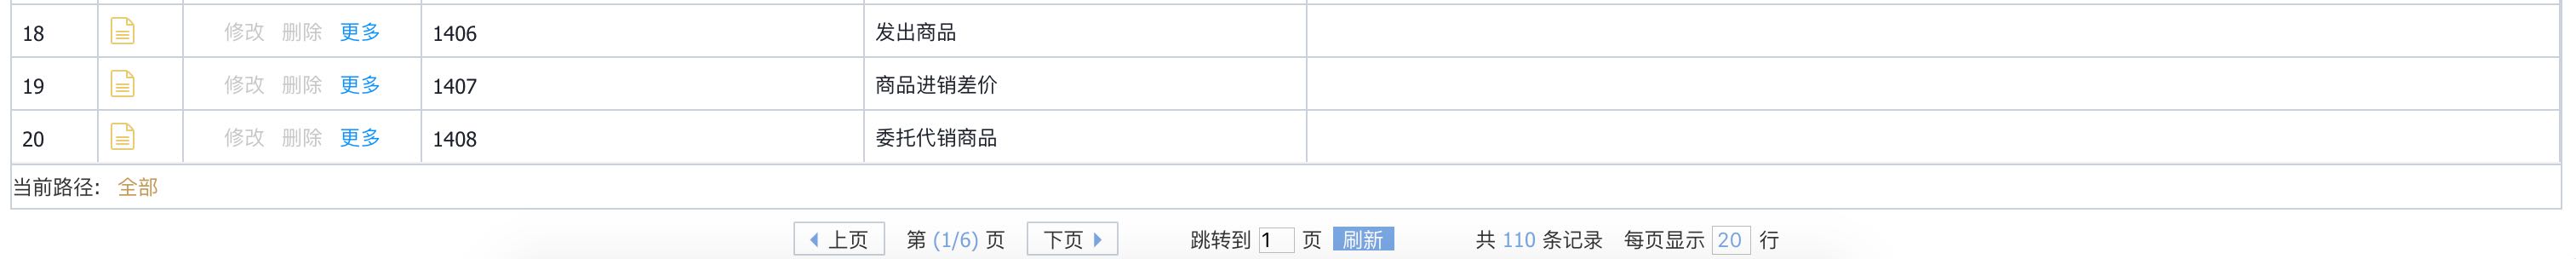 18 修改 删除 更多 1406 发出商品
19 修改 删除 更多 1407 商品进销差价
20 修改 删除 更多 1408 委托代销商品
当前路径: 全部
上页 第 (1/6) 页 下页 跳转到 1 页 刷新 共 110 条记录 每页显示 20 行